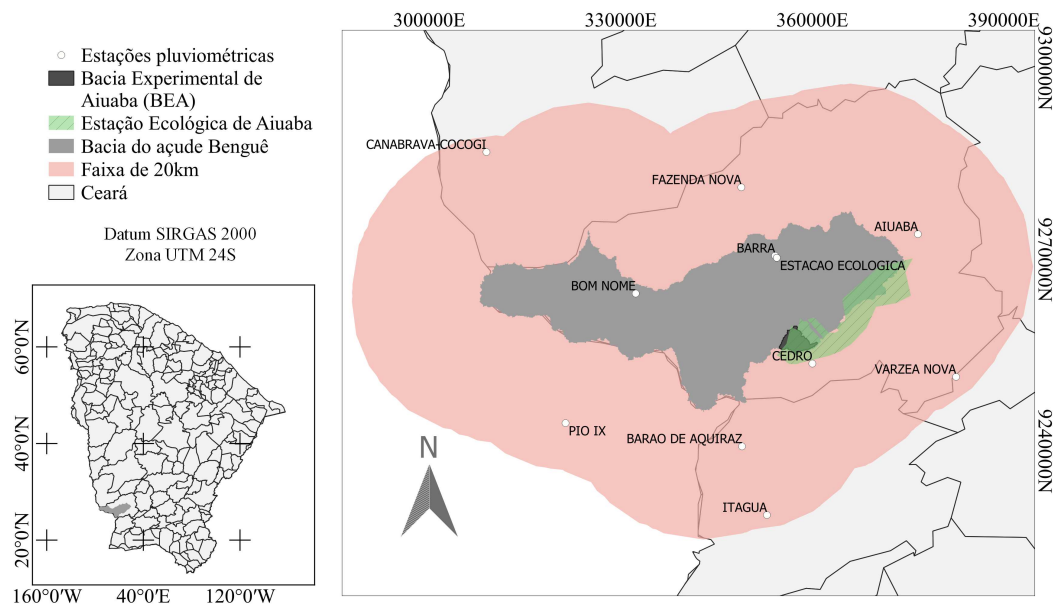 300000E 330000E 360000E 390000E
Estações pluviométricas
Bacia Experimental de
Aiuaba (BEA)
Estação Ecológica de Aiuaba
Bacia do açude Benguê
Faixa de 20km
Ceará
Datum SIRGAS 2000
Zona UTM 24S
CANABRAVA-COCOGI
FAZENDA NOVA
AIUABA
BARRA
ESTACAO ECOLOGICA
BOM NOME
CEDRO
VARZEA NOVA
PIO IX
BARAO DE AQUIRAZ
ITAGUA
N
9300000N
9270000N
9240000N
60°0'N
40°0'N
20°0'N
160°0'W 40°0'E 120°0'W